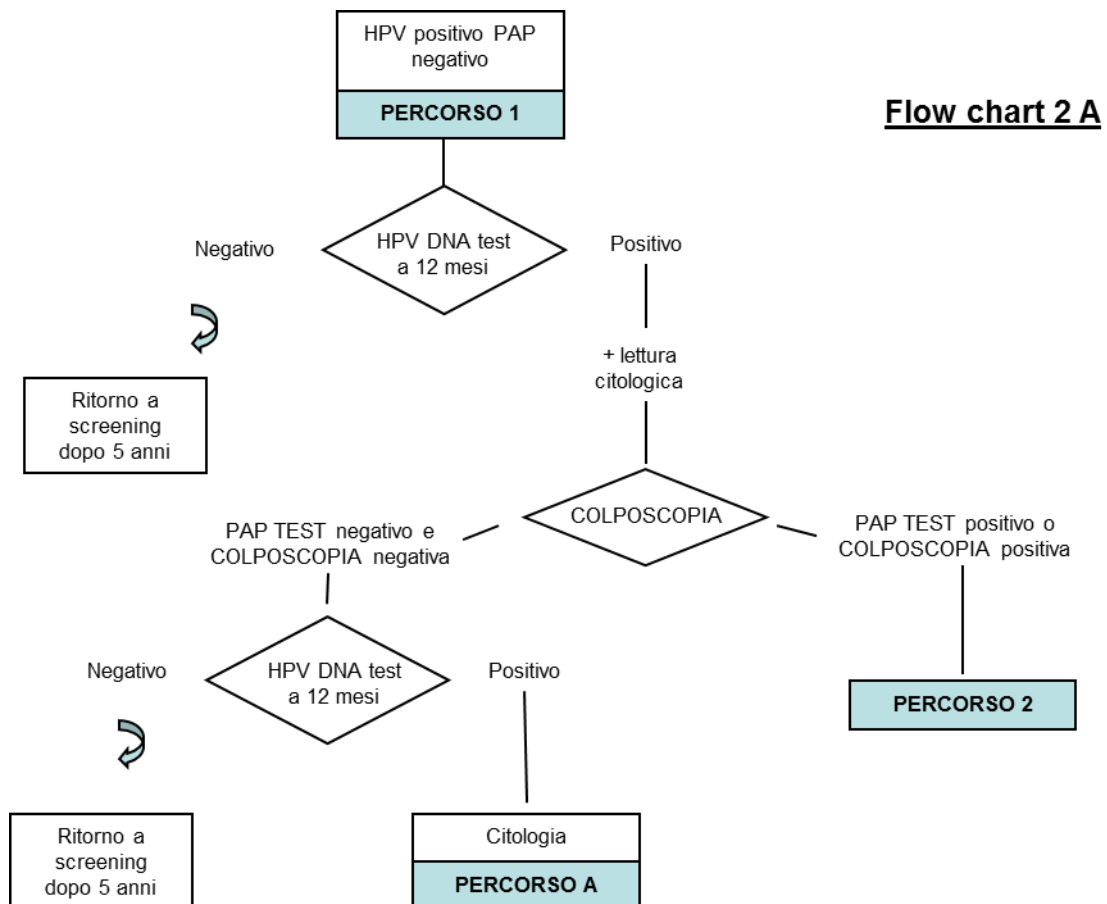 HPV positivo PAP
negativo
PERCORSO 1
Flow chart 2 A
Negativo
HPV DNA test
a 12 mesi
Positivo
+ lettura
citologica
Ritorno a
screening
dopo 5 anni
COLPOSCOPIA
PAP TEST negativo e
COLPOSCOPIA negativa
PAP TEST positivo o
COLPOSCOPIA positiva
Negativo
HPV DNA test
a 12 mesi
Positivo
PERCORSO 2
Ritorno a
screening
dopo 5 anni
Citologia
PERCORSO A